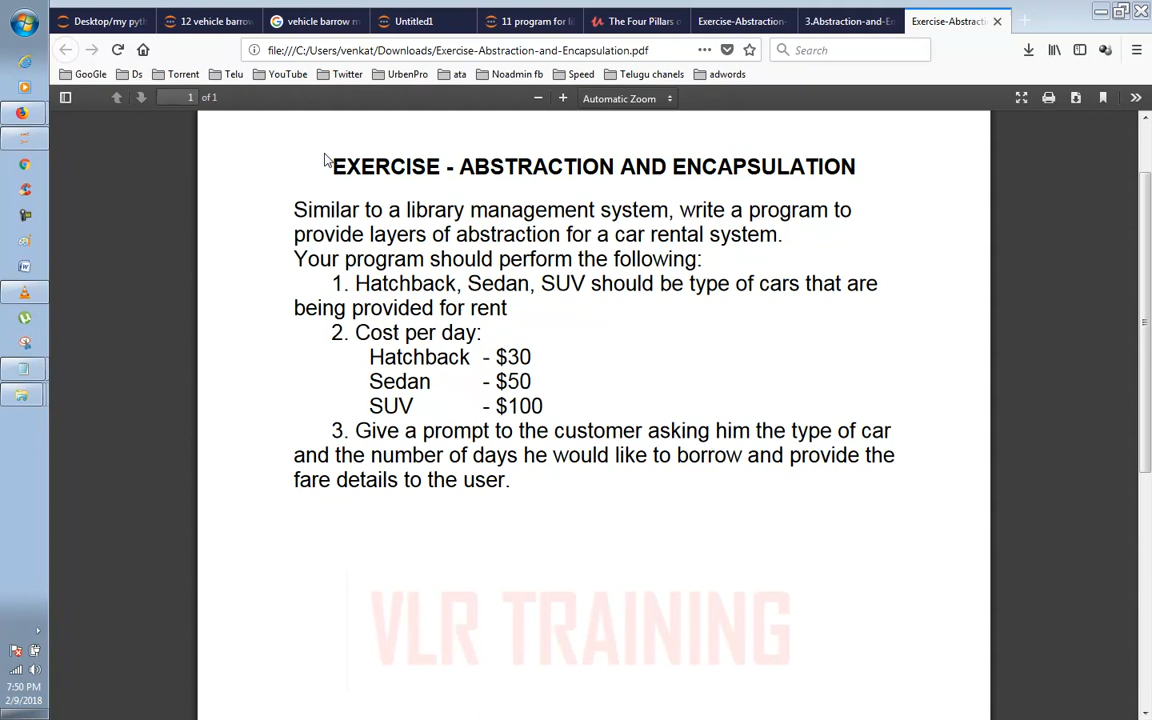 Desktop/my pyth
12 vehicle barrow
vehicle barrow m
Untitled1
11 program for li
The Four Pillars o
Exercise-Abstraction-
3.Abstraction-and-En
Exercise-Abstracti
file:///C:/Users/venkat/Downloads/Exercise-Abstraction-and-Encapsulation.pdf
Search
GooGle
Ds
Torrent
Telu
YouTube
Twitter
UrbenPro
ata
Noadmin fb
Speed
Telugu chanels
adwords
1 of 1
Automatic Zoom
EXERCISE - ABSTRACTION AND ENCAPSULATION
Similar to a library management system, write a program to
provide layers of abstraction for a car rental system.
Your program should perform the following:
1. Hatchback, Sedan, SUV should be type of cars that are
being provided for rent
2. Cost per day:
Hatchback - $30
Sedan - $50
SUV - $100
3. Give a prompt to the customer asking him the type of car
and the number of days he would like to borrow and provide the
fare details to the user.
VLR TRAINING
7:50 PM
2/9/2018